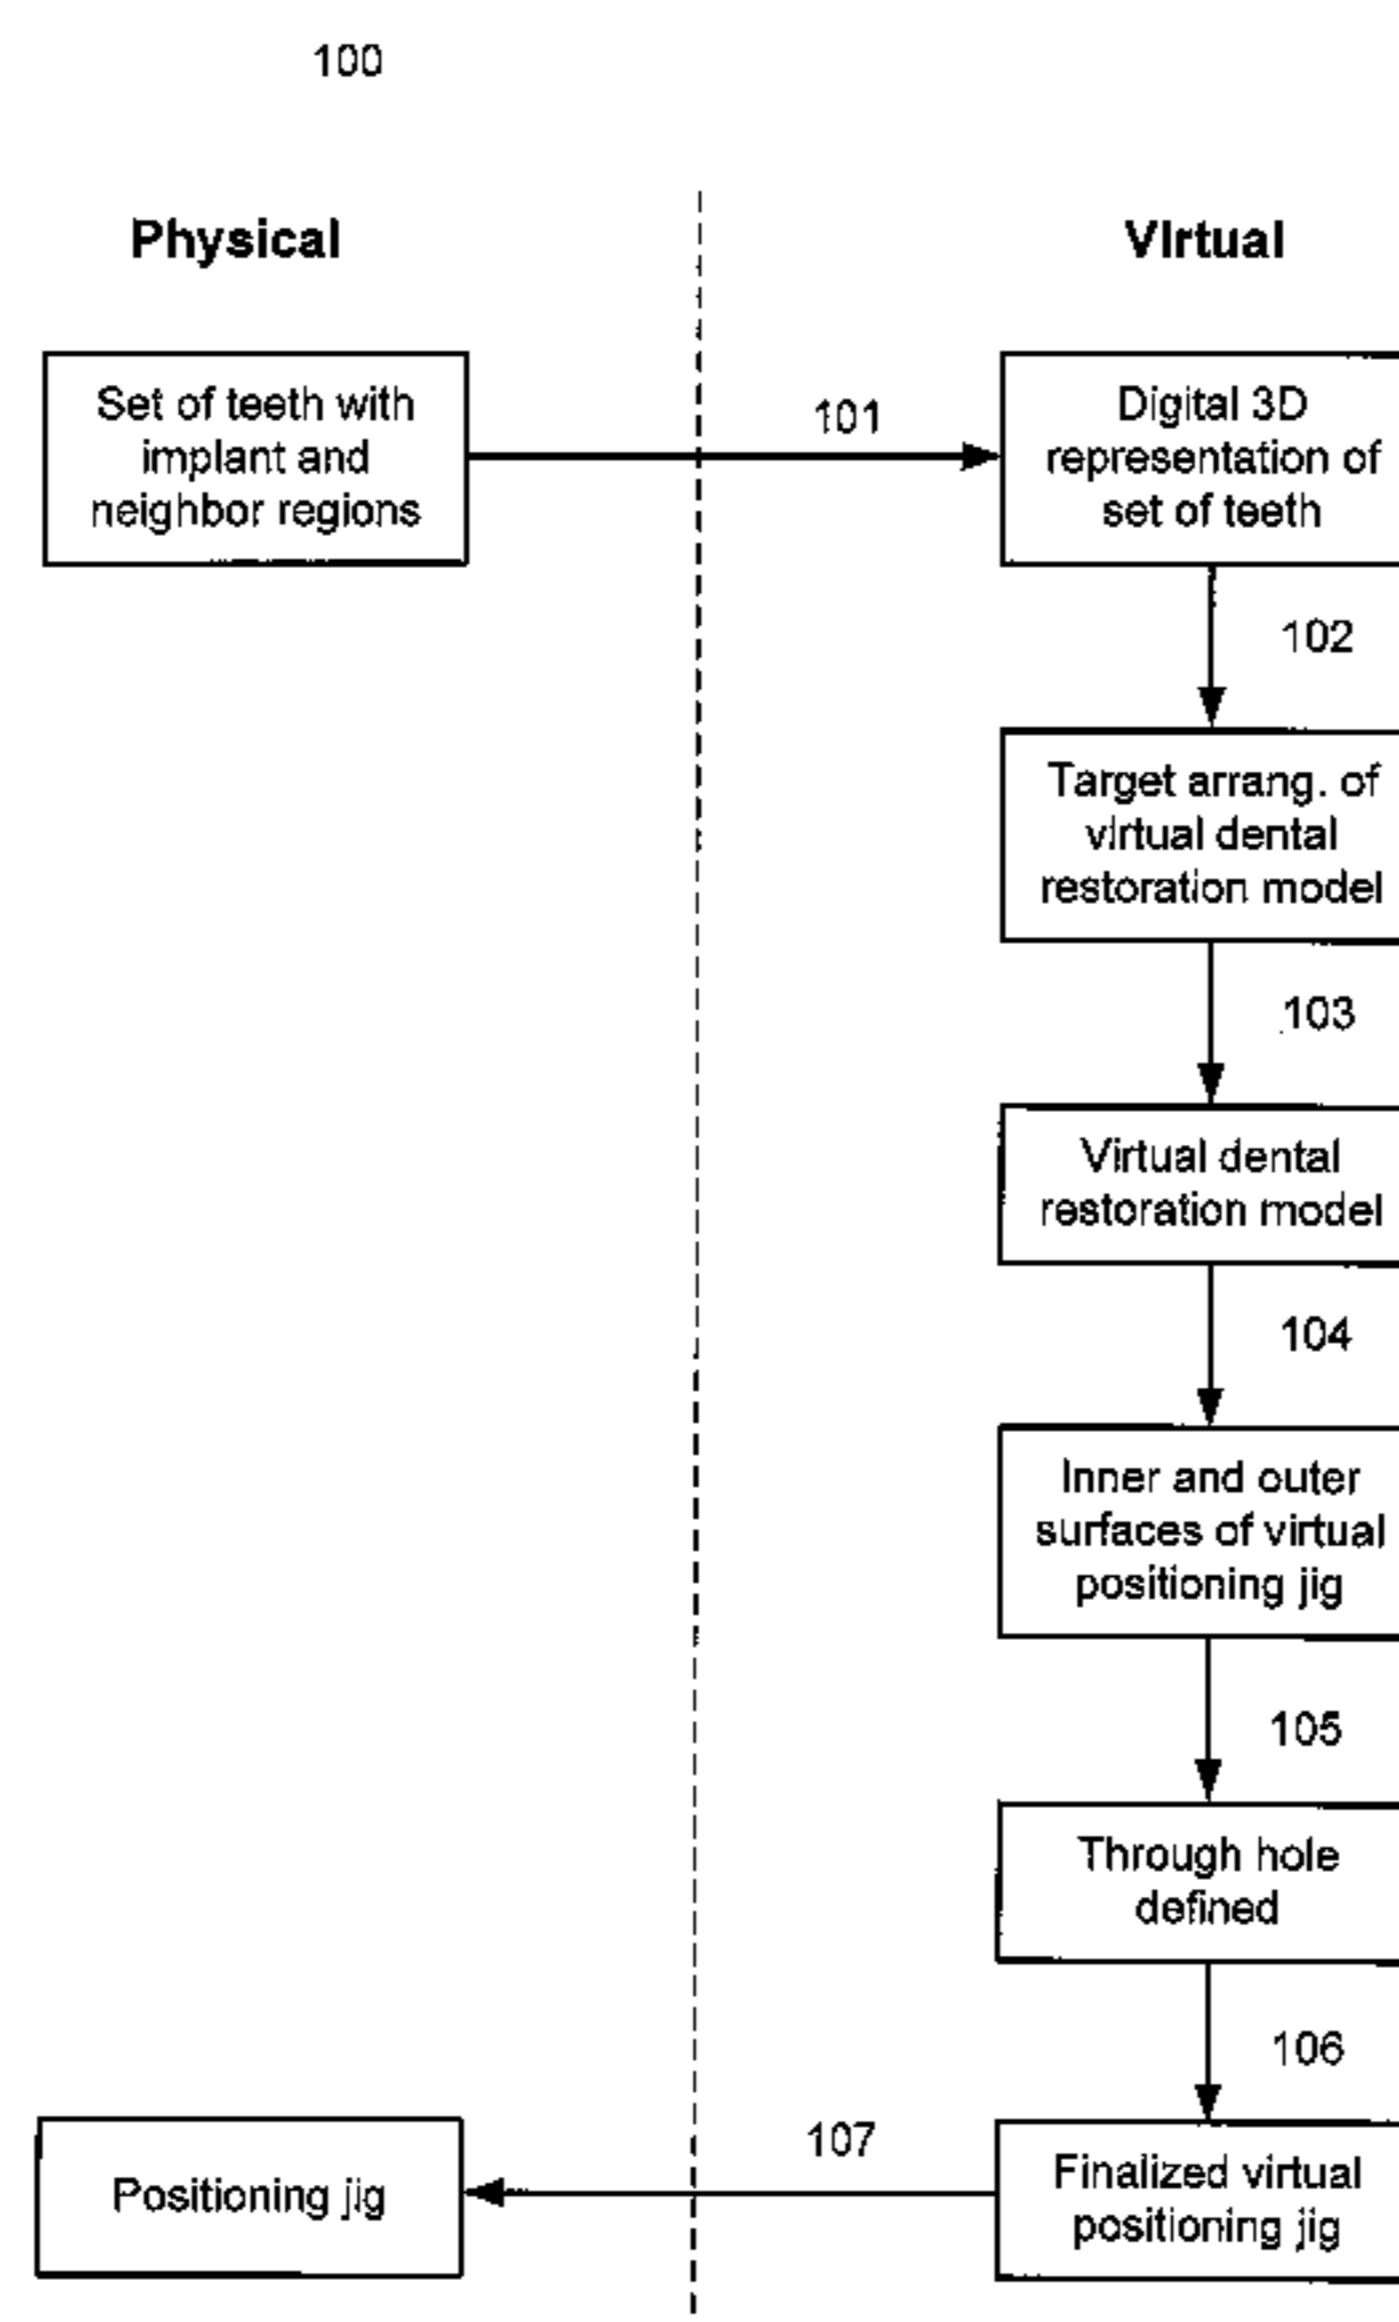 100
Physical
Virtual
Set of teeth with
implant and
neighbor regions
101
Digital 3D
representation of
set of teeth
102
Target arrang. of
virtual dental
restoration model
103
Virtual dental
restoration model
104
Inner and outer
surfaces of virtual
positioning jig
105
Through hole
defined
106
Positioning jig
107
Finalized virtual
positioning jig